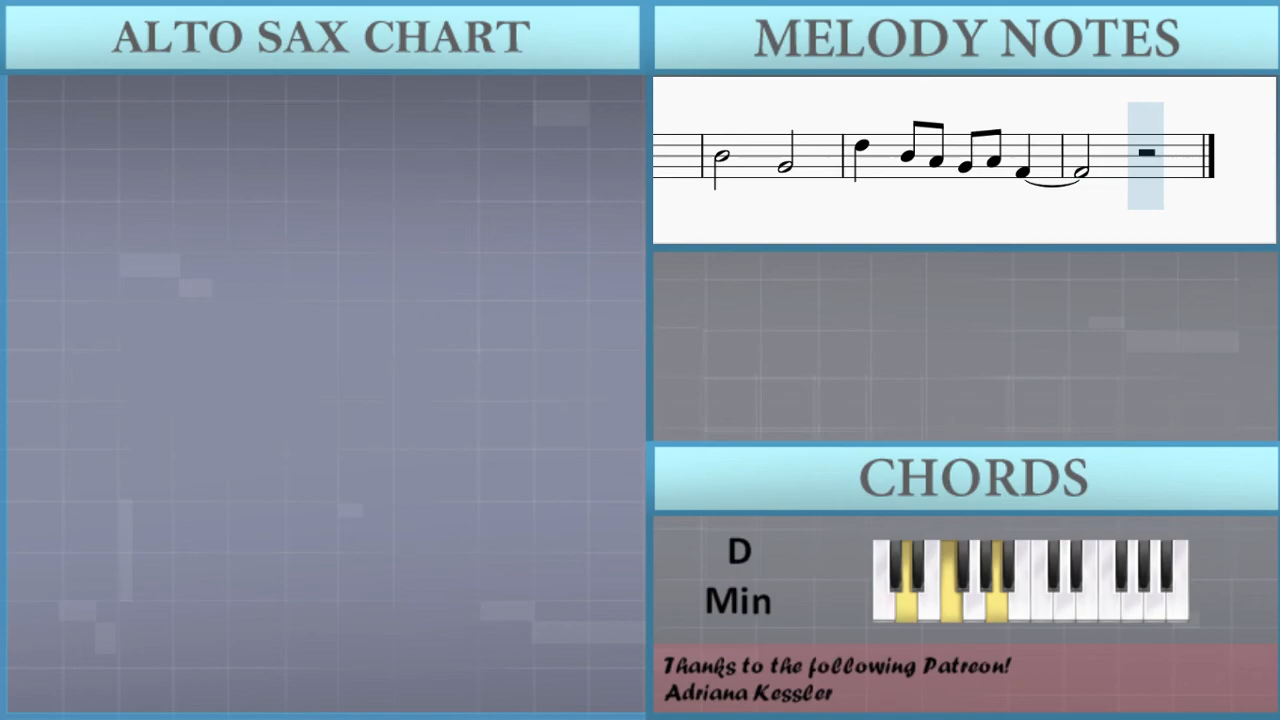 ALTO SAX CHART
MELODY NOTES
CHORDS
D
Min
Thanks to the following Patreon!
Adriana Kessler